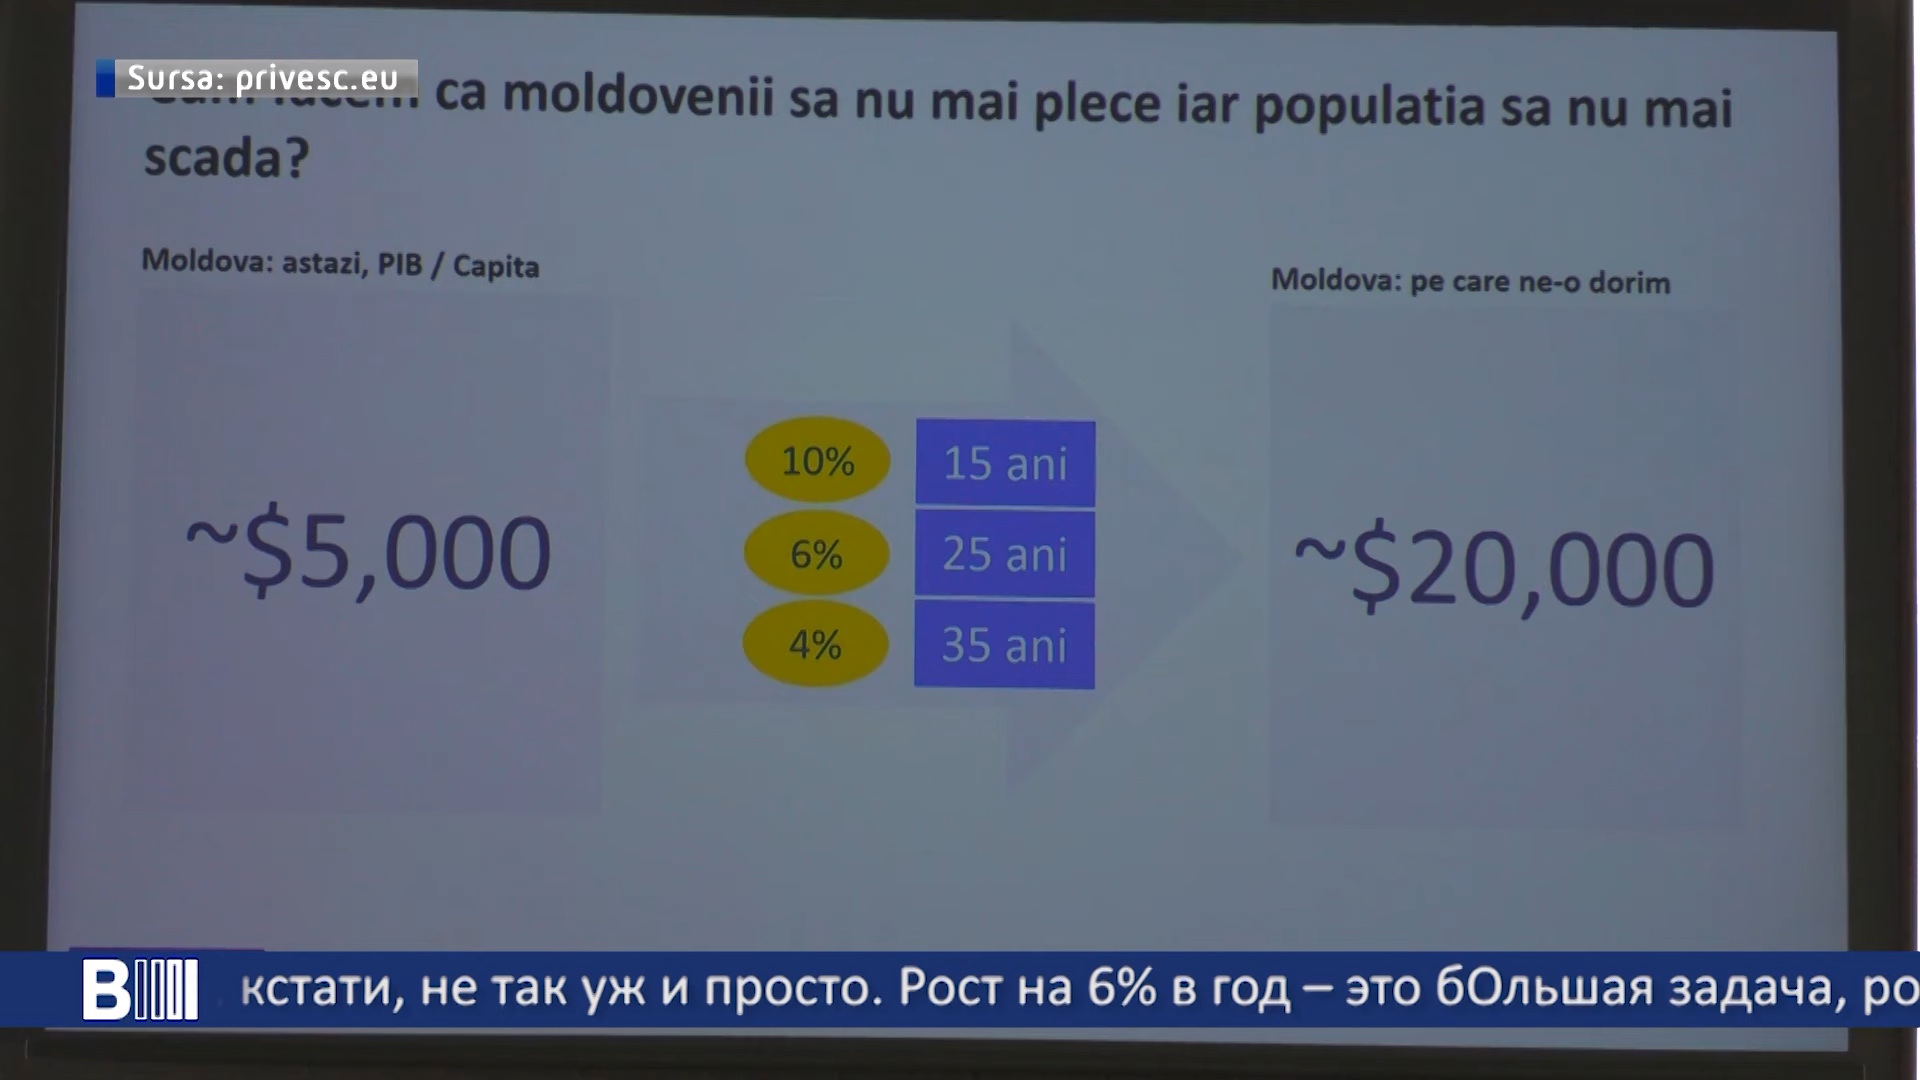 Sursa: privesc.eu
ca moldovenii sa nu mai plece iar populatia sa nu mai
scada?
Moldova: astazi, PIB / Capita
Moldova: pe care ne-o dorim
~$5,000
10%
15 ani
6%
25 ani
4%
35 ani
~$20,000
B
кстати, не так уж и просто. Рост на 6% в год – это бОльшая задача, ро